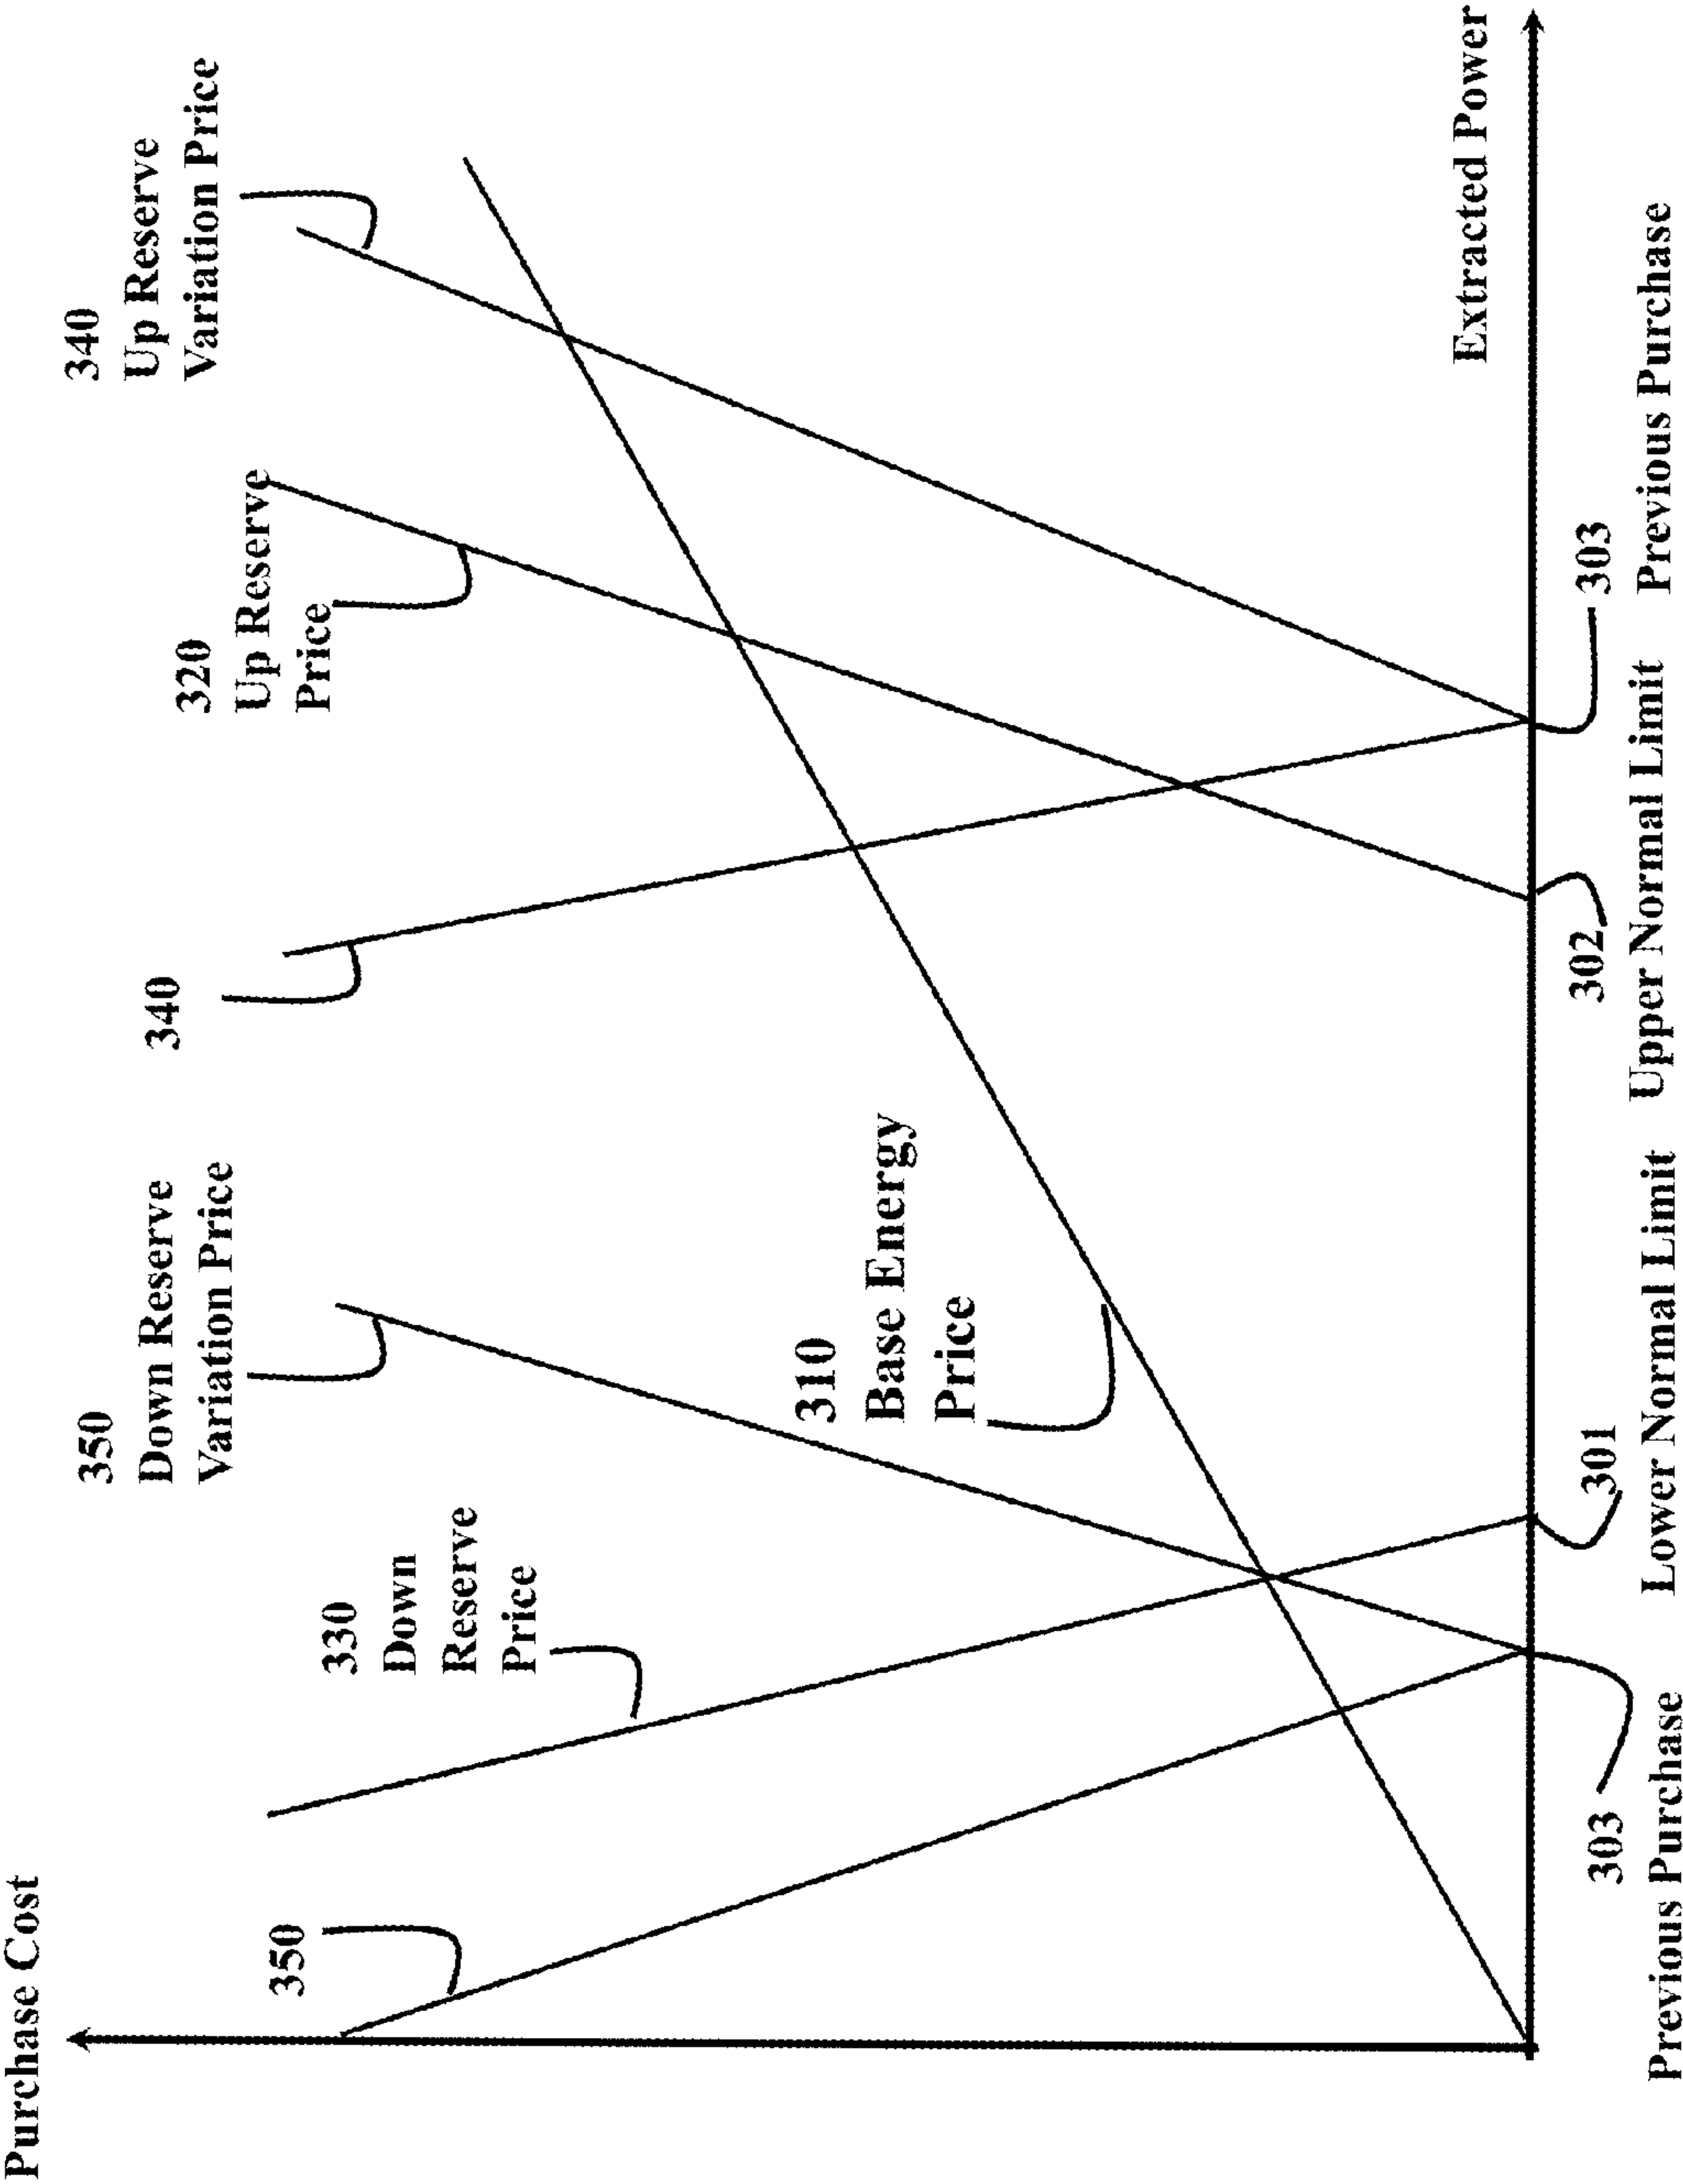 Purchase Cost
350
330
Down
Reserve
Price
350
Down Reserve
Variation Price
340
320
Up Reserve
Price
340
Up Reserve
Variation Price
310
Base Energy
Price
Extracted Power
303
301
302
303
Previous Purchase
Lower Normal Limit
Upper Normal Limit
Previous Purchase